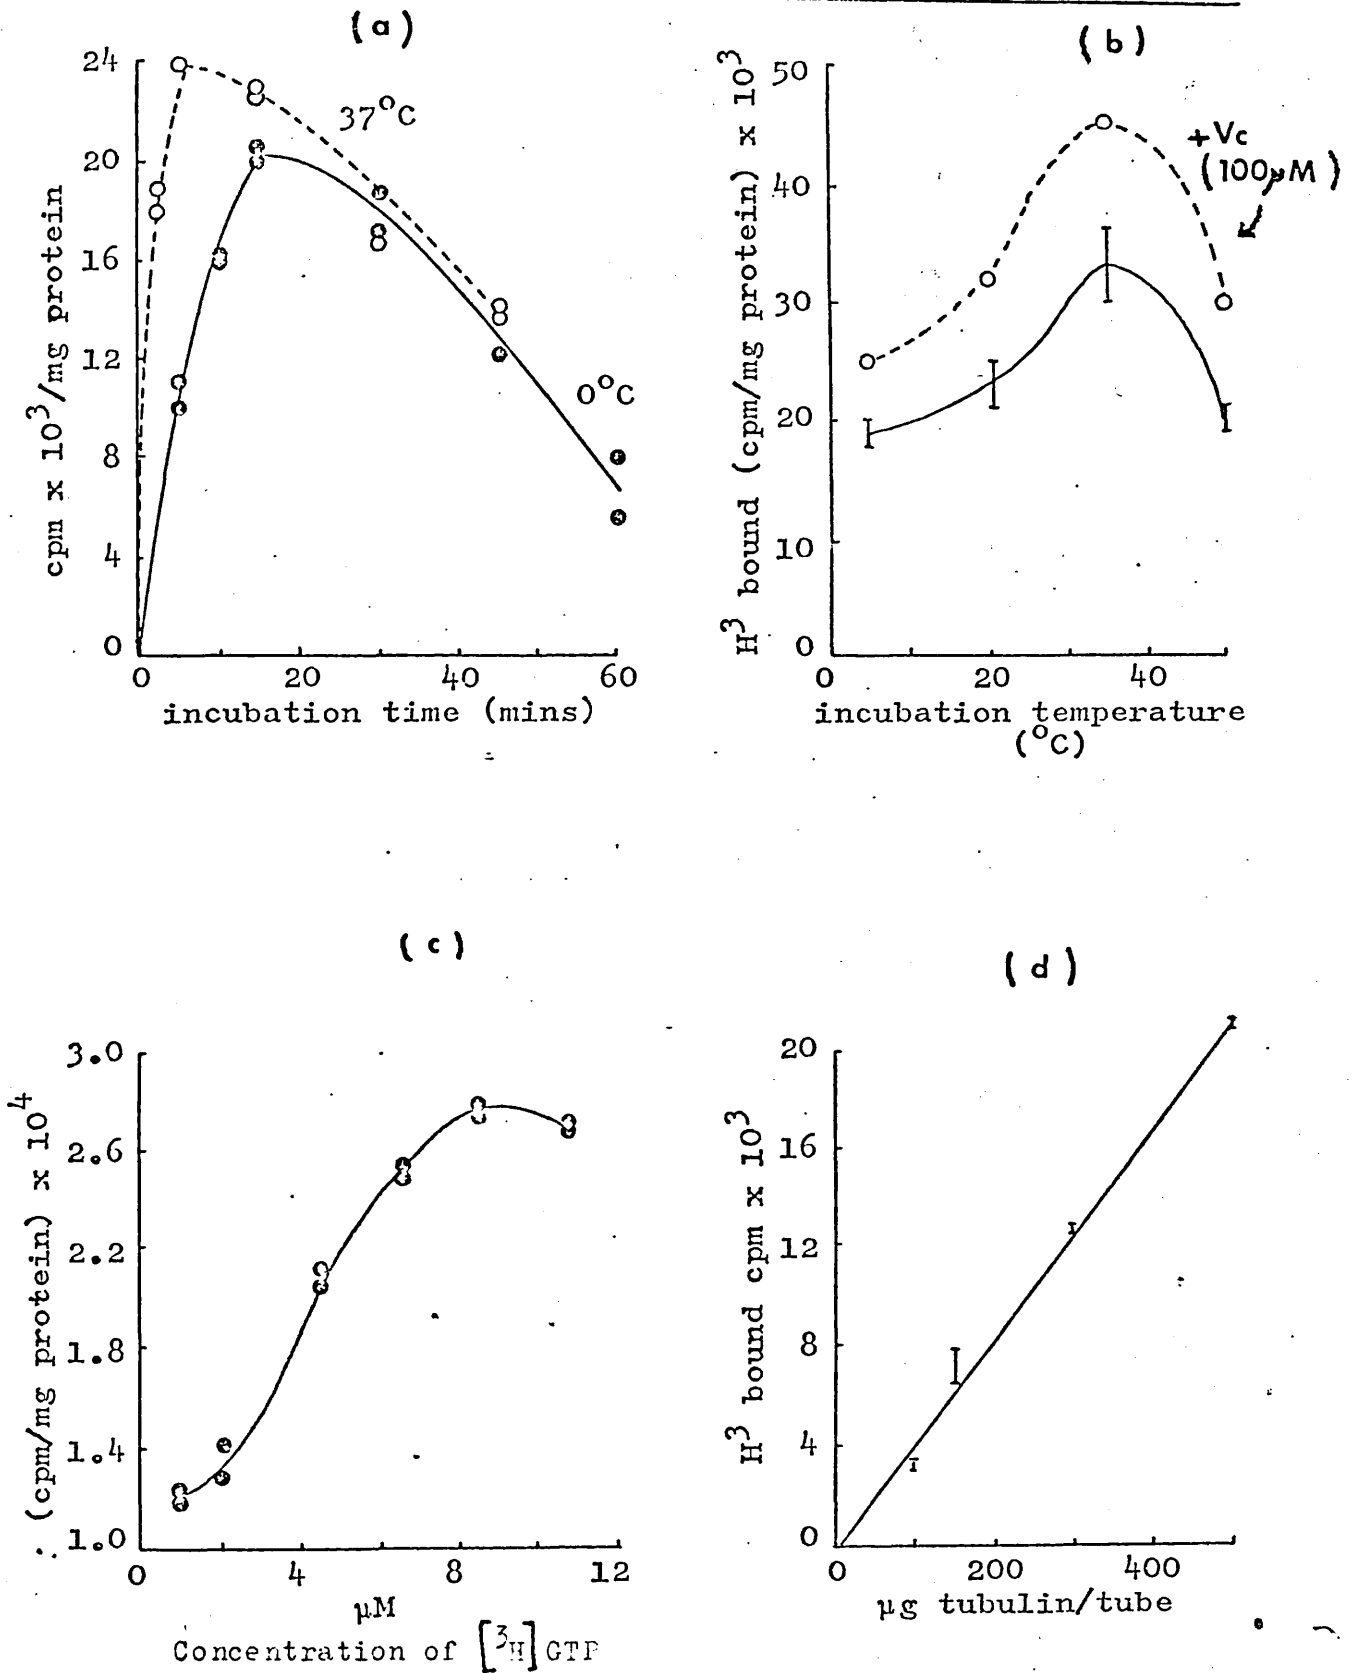 (a)
cpm x 10³/mg protein
24
20
16
12
8
4
0
37°C
0°C
0 20 40 60
incubation time (mins)
(b)
H³ bound (cpm/mg protein) x 10³
50
40
30
20
10
0
+Vc
(100µM)
0 20 40
incubation temperature
(°C)
(c)
(cpm/mg protein) x 10⁴
3.0
2.6
2.2
1.8
1.4
1.0
0 4 8 12
µM
Concentration of [³H]GTP
(d)
H³ bound cpm x 10³
20
16
12
8
4
0
0 200 400
µg tubulin/tube